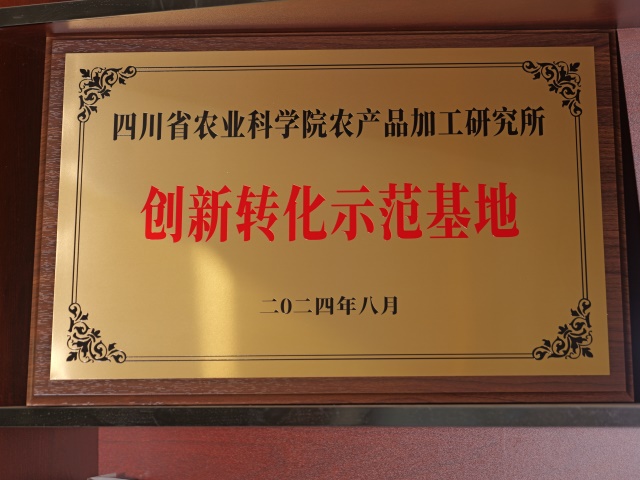 四川省农业科学院农产品加工研究所
创新转化示范基地
二〇二四年八月